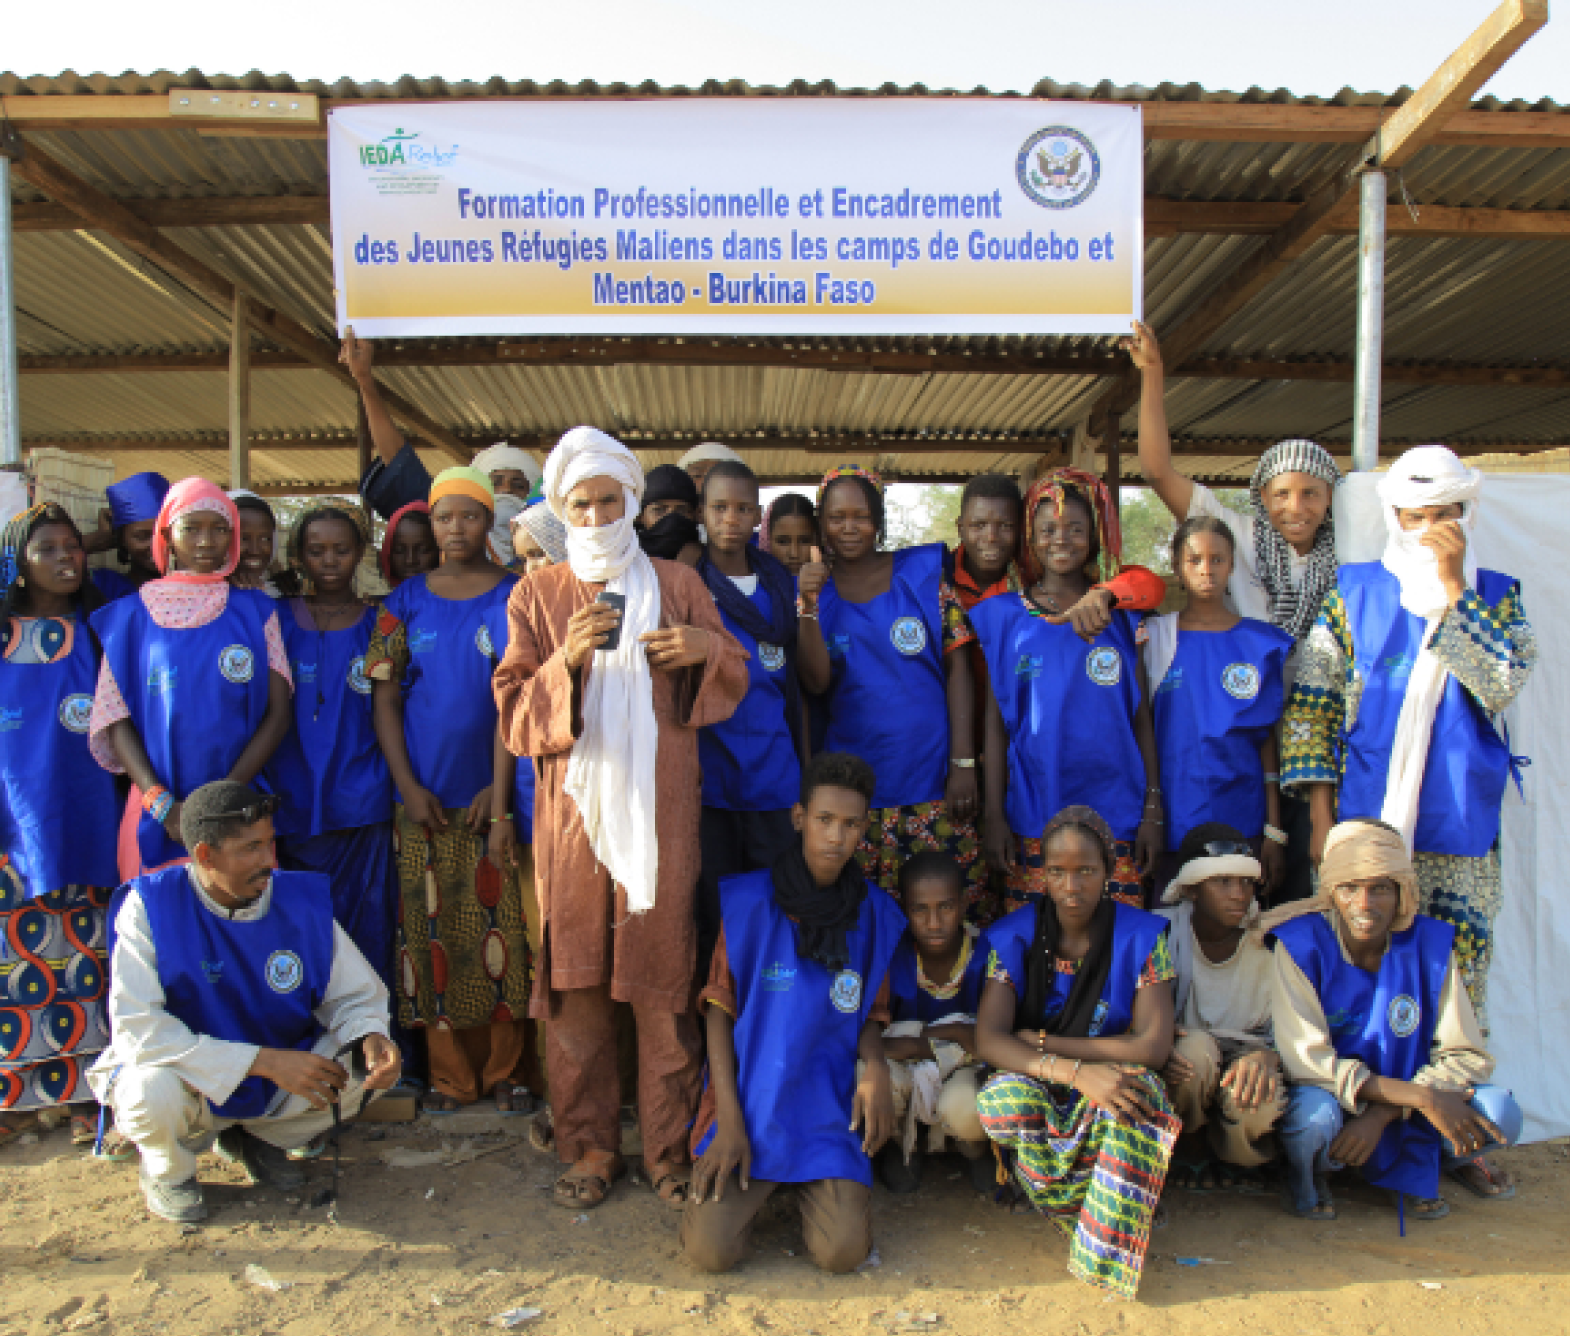 IEDA Relief
Formation Professionnelle et Encadrement
des Jeunes Réfugies Maliens dans les camps de Goudebo et
Mentao - Burkina Faso